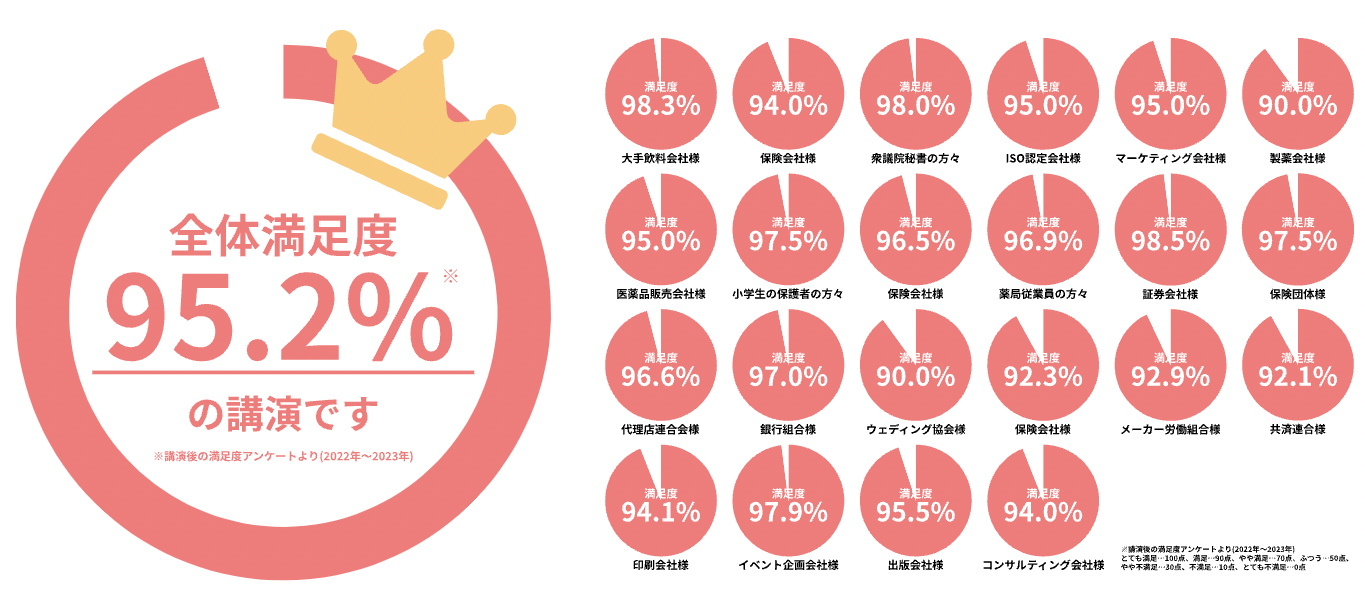 全体満足度
95.2%※
の講演です
※講演後の満足度アンケートより(2022年〜2023年)
満足度
98.3%
大手飲料会社様
満足度
94.0%
保険会社様
満足度
98.0%
衆議院秘書の方々
満足度
95.0%
ISO認定会社様
満足度
95.0%
マーケティング会社様
満足度
90.0%
製薬会社様
満足度
95.0%
医薬品販売会社様
満足度
97.5%
小学生の保護者の方々
満足度
96.5%
保険会社様
満足度
96.9%
薬局従業員の方々
満足度
98.5%
証券会社様
満足度
97.5%
保険団体様
満足度
96.6%
代理店連合会様
満足度
97.0%
銀行組合様
満足度
90.0%
ウェディング協会様
満足度
92.3%
保険会社様
満足度
92.9%
メーカー労働組合様
満足度
92.1%
共済連合様
満足度
94.1%
印刷会社様
満足度
97.9%
イベント企画会社様
満足度
95.5%
出版会社様
満足度
94.0%
コンサルティング会社様
※講演後の満足度アンケートより(2022年〜2023年)
とても満足…100点、満足…90点、やや満足…70点、ふつう…50点、
やや不満足…30点、不満足…10点、とても不満足…0点